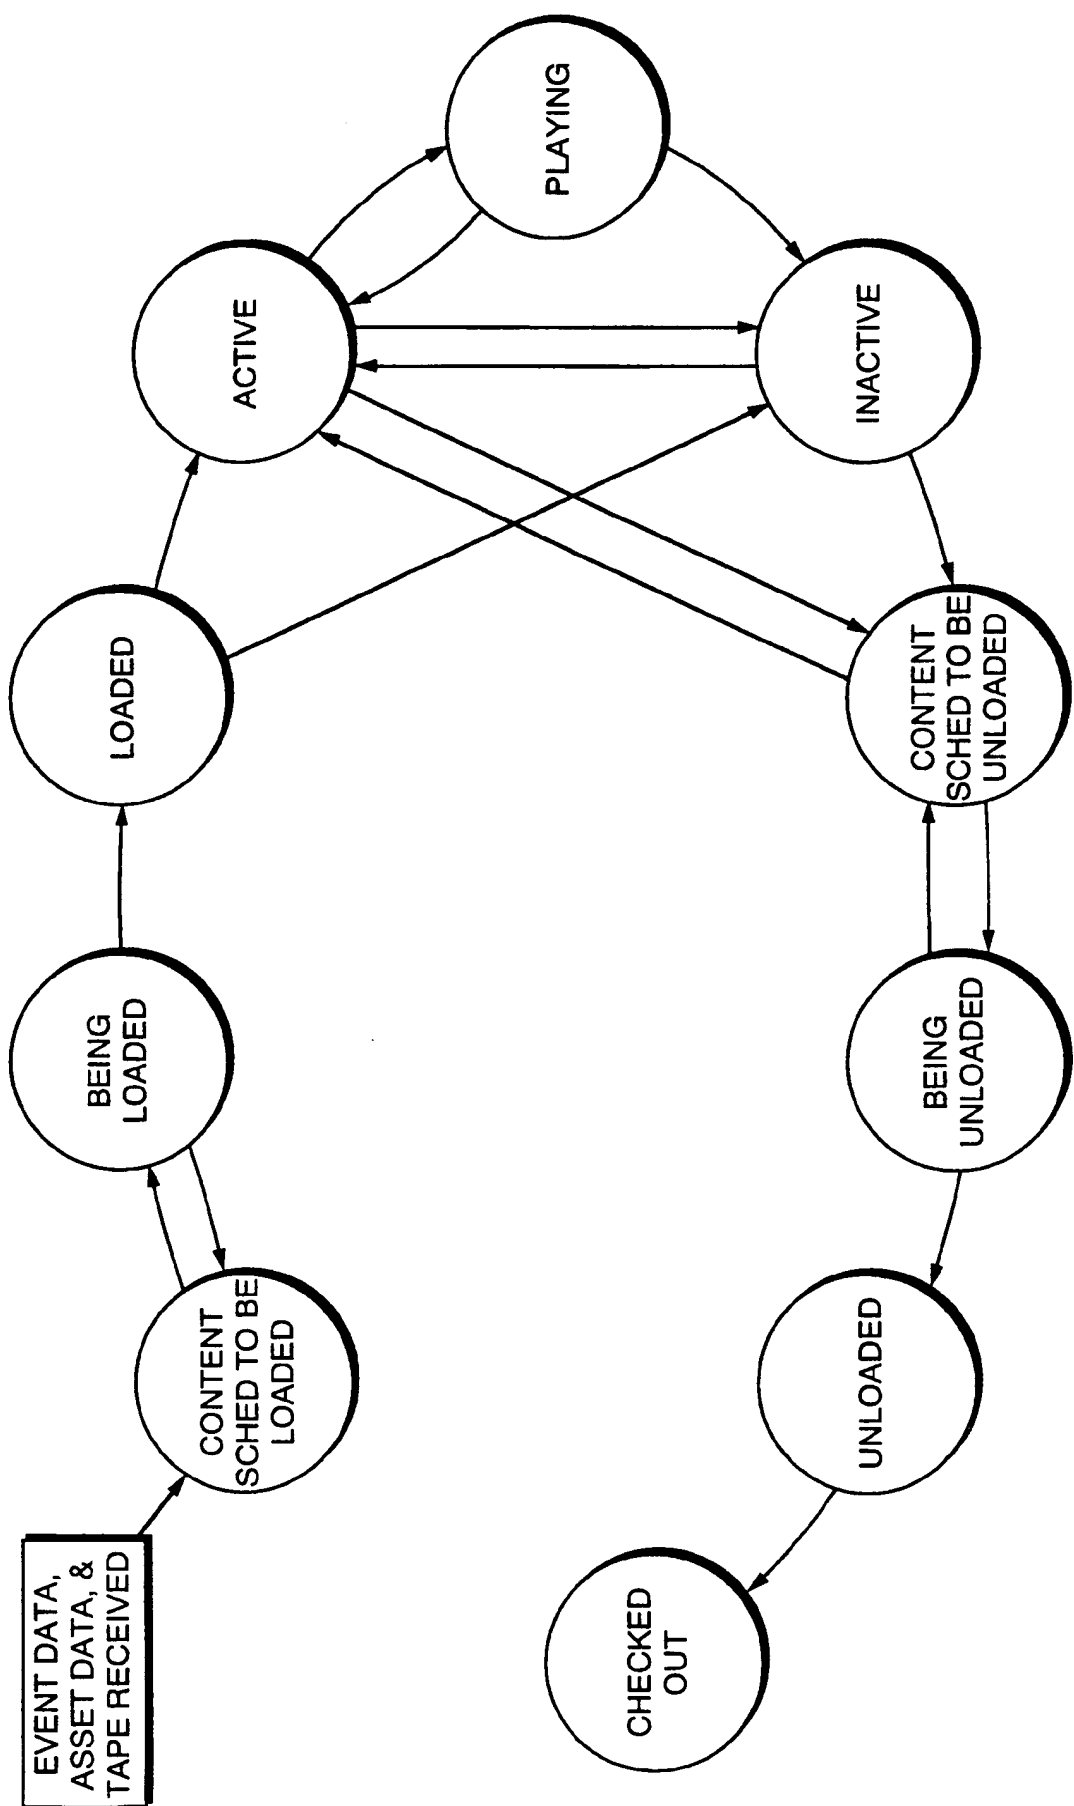 EVENT DATA,
ASSET DATA, &
TAPE RECEIVED
CONTENT
SCHED TO BE
LOADED
BEING
LOADED
LOADED
ACTIVE
PLAYING
INACTIVE
CONTENT
SCHED TO BE
UNLOADED
BEING
UNLOADED
UNLOADED
CHECKED
OUT